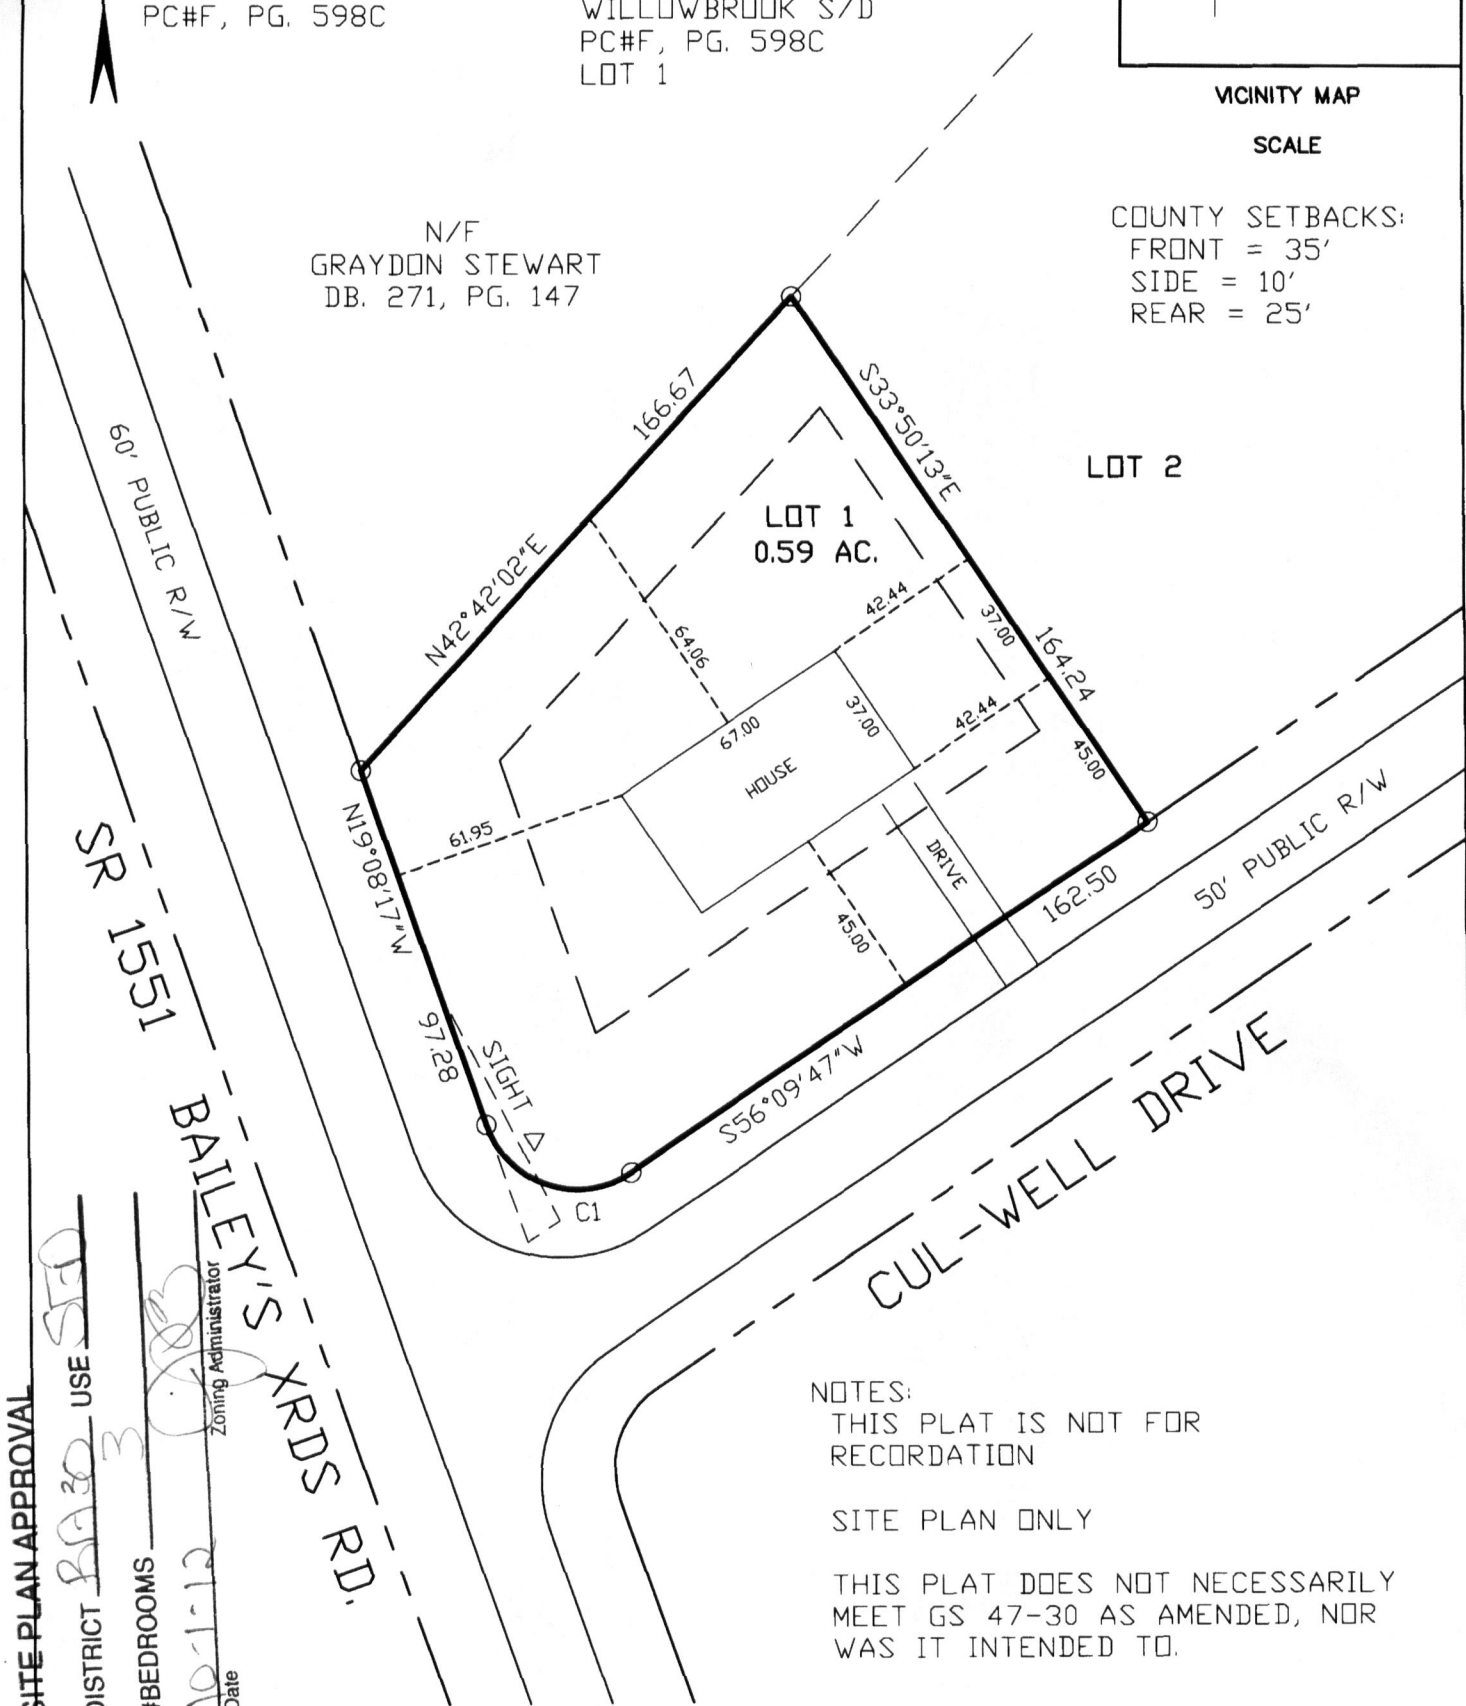 PC#F, PG. 598C
WILLOWBROOK S/D
PC#F, PG. 598C
LOT 1
VICINITY MAP
SCALE
COUNTY SETBACKS:
FRONT = 35'
SIDE = 10'
REAR = 25'
N/F
GRAYDON STEWART
DB. 271, PG. 147
60' PUBLIC R/W
166.67
N42°42'02"E
S33°50'13"E
LOT 2
LOT 1
0.59 AC.
64.06
42.44
37.00
164.24
67.00
37.00
42.44
45.00
HOUSE
61.95
N19°08'17"W
97.28
DRIVE
45.00
162.50
50' PUBLIC R/W
S56°09'47"W
SIGHT △
C1
SR 1551 BAILEY'S XRDS RD.
CUL-WELL DRIVE
NOTES:
THIS PLAT IS NOT FOR
RECORDATION
SITE PLAN ONLY
THIS PLAT DOES NOT NECESSARILY
MEET GS 47-30 AS AMENDED, NOR
WAS IT INTENDED TO.
SITE PLAN APPROVAL
DISTRICT RA30 USE SFD
#BEDROOMS 3
10-1-12
Date Zoning Administrator